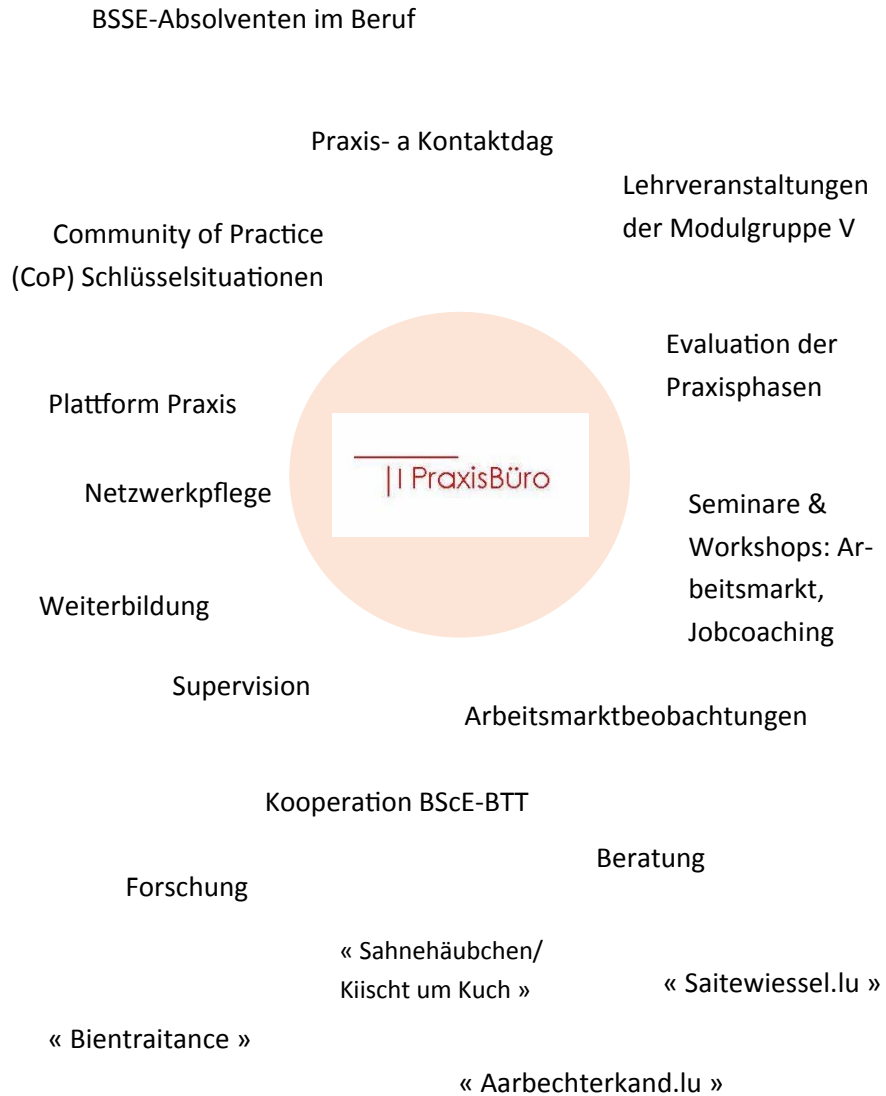 BSSE-Absolventen im Beruf
Praxis- a Kontaktdag
Lehrveranstaltungen
der Modulgruppe V
Community of Practice
(CoP) Schlüsselsituationen
Evaluation der
Praxisphasen
Plattform Praxis
|| PraxisBüro
Netzwerkpflege
Seminare &
Workshops: Ar-
beitsmarkt,
Jobcoaching
Weiterbildung
Supervision
Arbeitsmarktbeobachtungen
Kooperation BScE-BTT
Beratung
Forschung
« Sahnehäubchen/
Kiischt um Kuch »
« Saitewiessel.lu »
« Bientraitance »
« Aarbechterkand.lu »